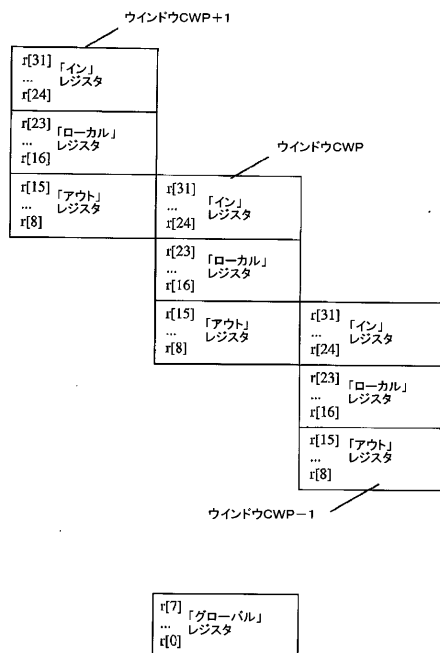 ウインドウCWP+1
r[31]
...
r[24]
「イン」
レジスタ
r[23]
...
r[16]
「ローカル」
レジスタ
r[15]
...
r[8]
「アウト」
レジスタ
ウインドウCWP
r[31]
...
r[24]
「イン」
レジスタ
r[23]
...
r[16]
「ローカル」
レジスタ
r[15]
...
r[8]
「アウト」
レジスタ
r[31]
...
r[24]
「イン」
レジスタ
r[23]
...
r[16]
「ローカル」
レジスタ
r[15]
...
r[8]
「アウト」
レジスタ
ウインドウCWP−1
r[7]
...
r[0]
「グローバル」
レジスタ